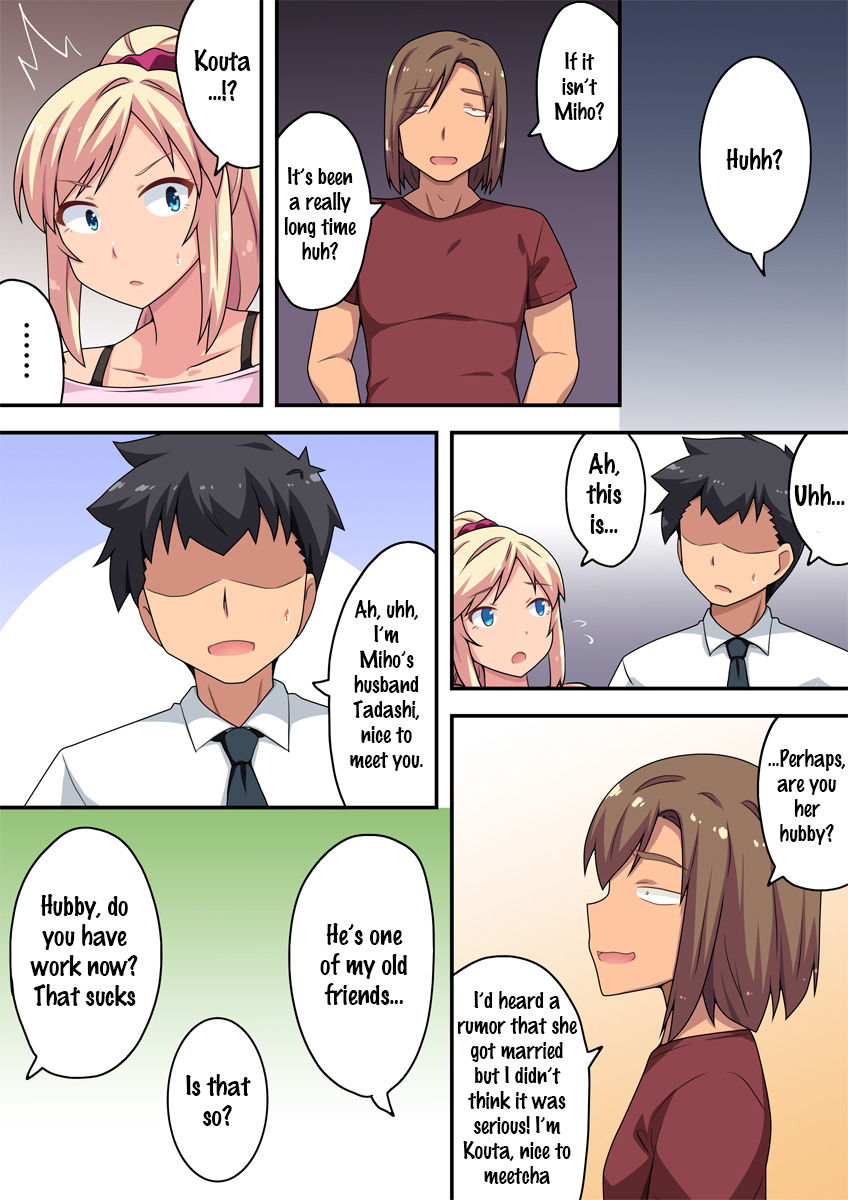 Huhh?
If it
isn't
Miho?
It's been
a really
long time
huh?
Kouta
...!?
.......
Uhh...
Ah,
this
is...
Ah, uhh,
I'm
Miho's
husband
Tadashi,
nice to
meet you.
...Perhaps,
are you
her
hubby?
I'd heard a
rumor that she
got married
but I didn't
think it was
serious! I'm
Kouta, nice to
meetcha
He's one
of my old
friends...
Is that
so?
Hubby, do
you have
work now?
That sucks